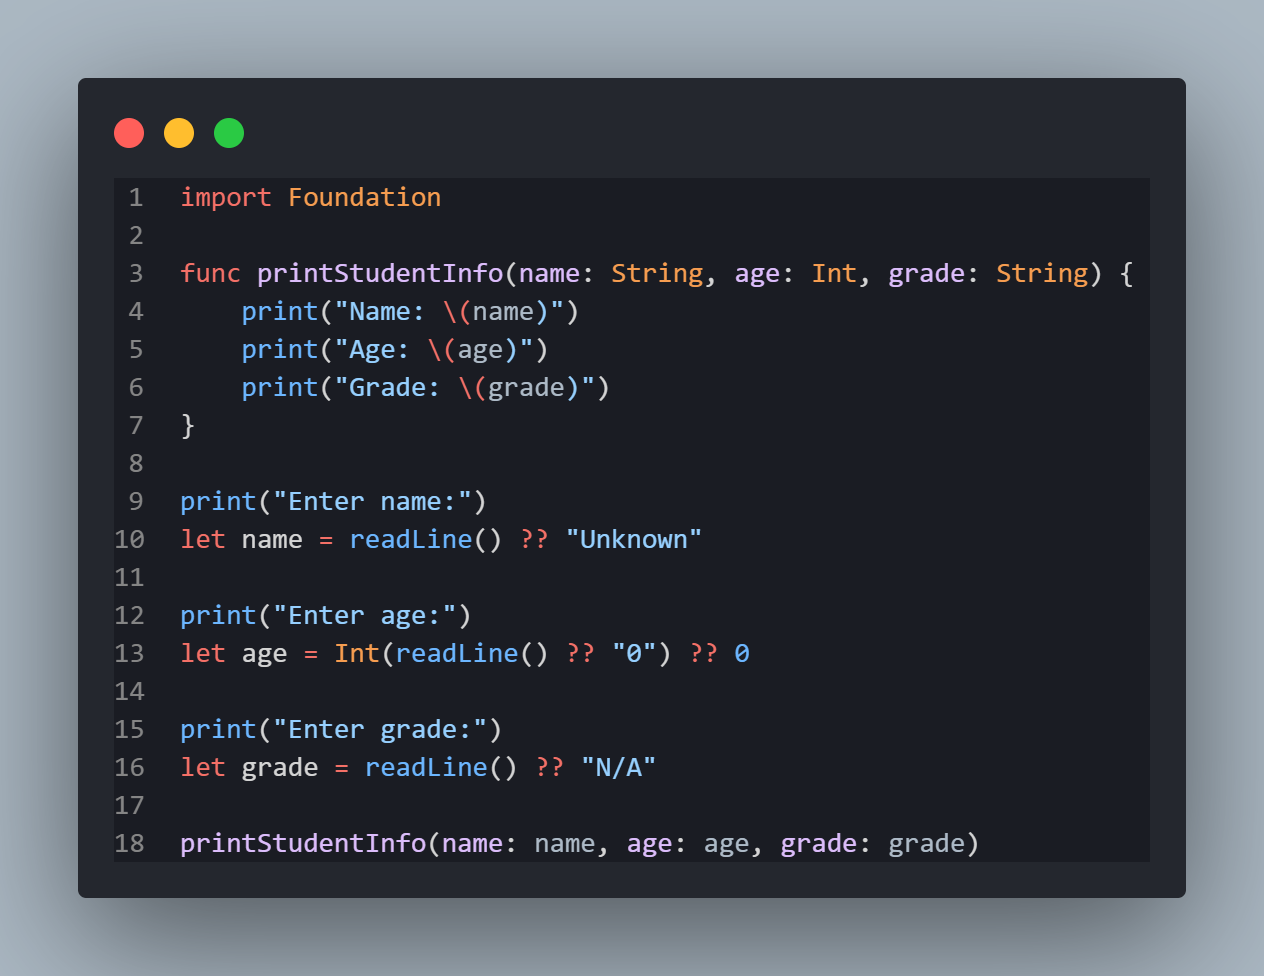 1 import Foundation
2
3 func printStudentInfo(name: String, age: Int, grade: String) {
4     print("Name: \(name)")
5     print("Age: \(age)")
6     print("Grade: \(grade)")
7 }
8
9 print("Enter name:")
10 let name = readLine() ?? "Unknown"
11
12 print("Enter age:")
13 let age = Int(readLine() ?? "0") ?? 0
14
15 print("Enter grade:")
16 let grade = readLine() ?? "N/A"
17
18 printStudentInfo(name: name, age: age, grade: grade)